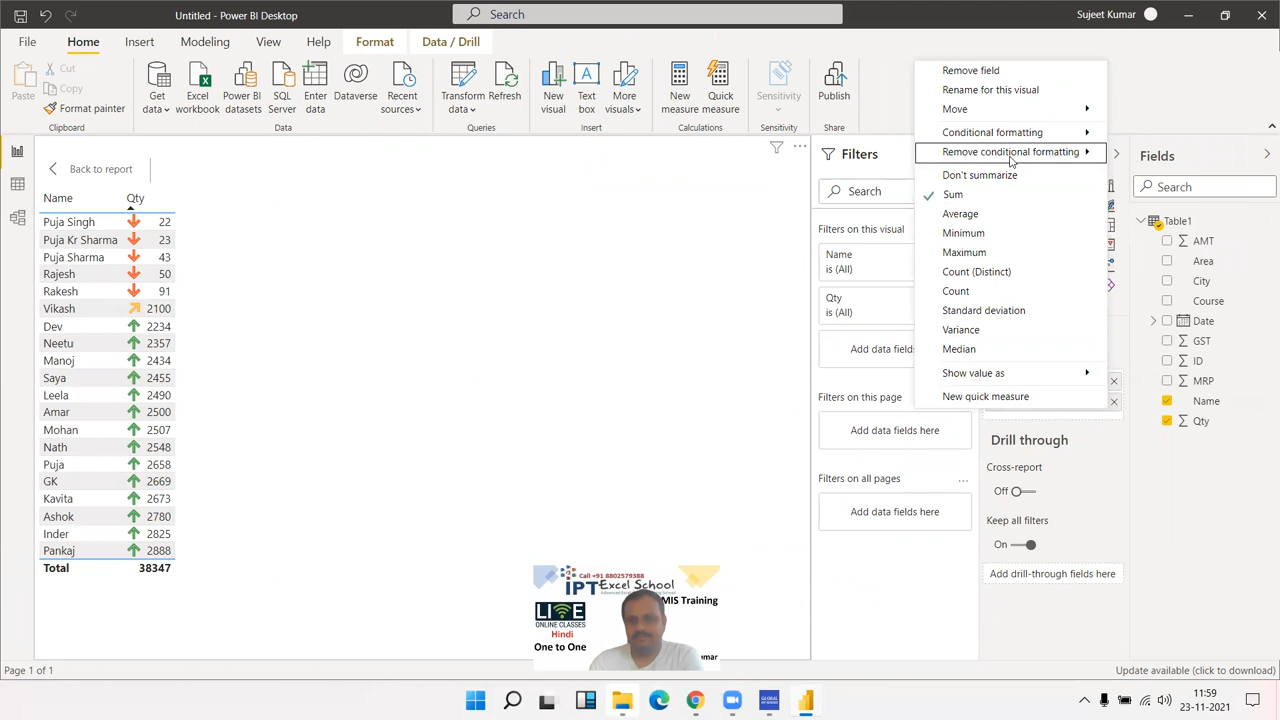 Untitled - Power BI Desktop
Search
Sujeet Kumar
File
Home
Insert
Modeling
View
Help
Format
Data / Drill
Paste
Cut
Copy
Format painter
Clipboard
Get data
Excel workbook
Power BI datasets
SQL Server
Enter data
Dataverse
Recent sources
Data
Transform data
Refresh
Queries
New visual
Text box
More visuals
Insert
New measure
Quick measure
Calculations
Sensitivity
Sensitivity
Publish
Share
Back to report
Name Qty
Puja Singh 22
Puja Kr Sharma 23
Puja Sharma 43
Rajesh 50
Rakesh 91
Vikash 2100
Dev 2234
Neetu 2357
Manoj 2434
Saya 2455
Leela 2490
Amar 2500
Mohan 2507
Nath 2548
Puja 2658
GK 2669
Kavita 2673
Ashok 2780
Inder 2825
Pankaj 2888
Total 38347
Filters
Search
Filters on this visual
Name
is (All)
Qty
is (All)
Add data fields
Filters on this page
Add data fields here
Filters on all pages
Add data fields here
Remove field
Rename for this visual
Move
Conditional formatting
Remove conditional formatting
Don't summarize
Sum
Average
Minimum
Maximum
Count (Distinct)
Count
Standard deviation
Variance
Median
Show value as
New quick measure
Drill through
Cross-report
Off
Keep all filters
On
Add drill-through fields here
Fields
Search
Table1
AMT
Area
City
Course
Date
GST
ID
MRP
Name
Qty
Call +91 8802579388
IPT Excel School
LIVE
ONLINE CLASSES
Hindi
One to One
MIS Training
Page 1 of 1
Update available (click to download)
11:59
23-11-2021